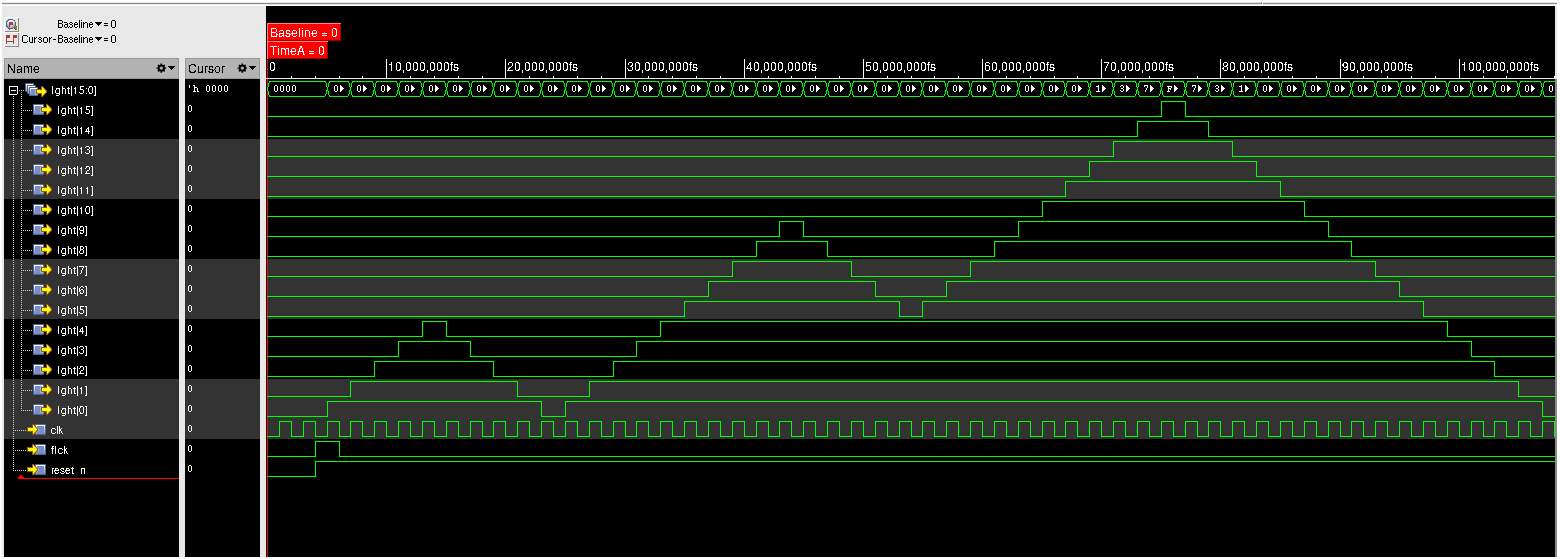 Baseline▾= 0
Cursor-Baseline▾= 0
Baseline = 0
TimeA = 0
Name Cursor
0 10,000,000fs 20,000,000fs 30,000,000fs 40,000,000fs 50,000,000fs 60,000,000fs 70,000,000fs 80,000,000fs 90,000,000fs 100,000,000fs
lght[15:0] 'h 0000 0000 0 0 0 0 0 0 0 0 0 0 0 0 0 0 0 0 0 0 0 0 0 0 0 0 0 0 0 0 0 0 0 0 1 3 7 F 7 3 1 0 0 0 0 0 0 0 0 0 0 0 0 0
lght[15] 0
lght[14] 0
lght[13] 0
lght[12] 0
lght[11] 0
lght[10] 0
lght[9] 0
lght[8] 0
lght[7] 0
lght[6] 0
lght[5] 0
lght[4] 0
lght[3] 0
lght[2] 0
lght[1] 0
lght[0] 0
clk 0
flck 0
reset_n 0